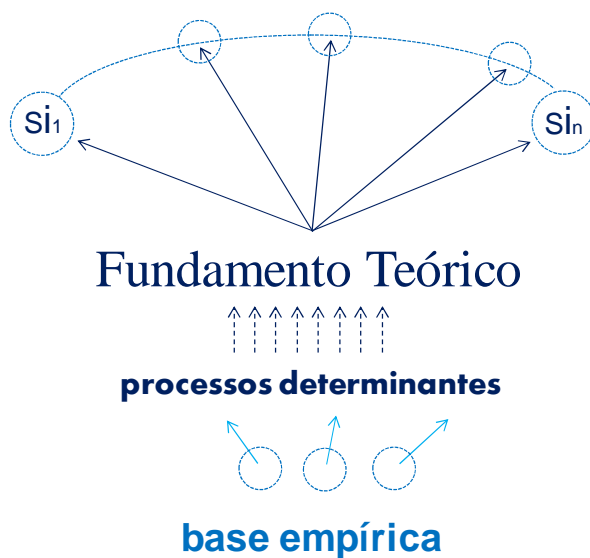 Si₁
Siₙ
Fundamento Teórico
processos determinantes
base empírica